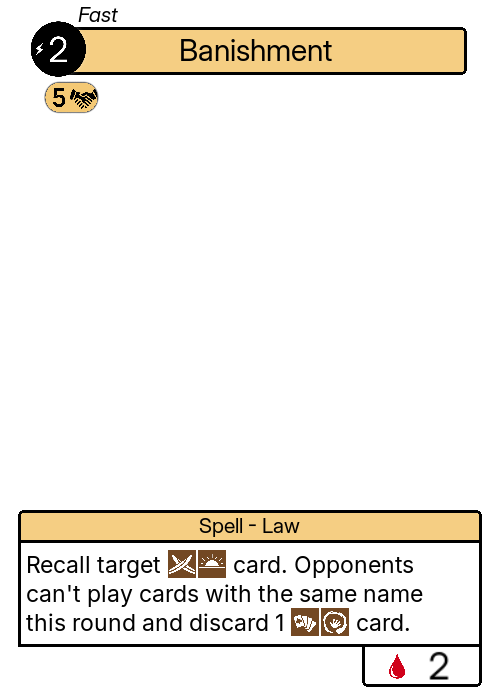 Fast
2
Banishment
5
Spell - Law
Recall target card. Opponents
can't play cards with the same name
this round and discard 1 card.
2